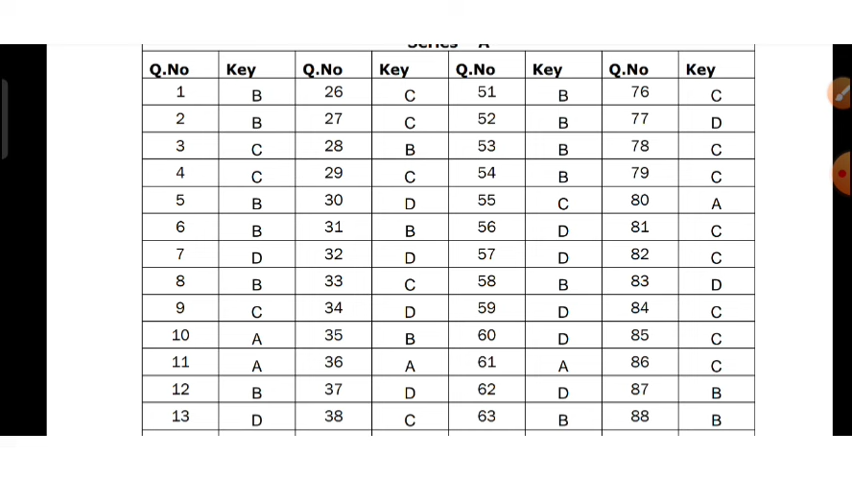 Series - A
Q.No Key Q.No Key Q.No Key Q.No Key
1 B 26 C 51 B 76 C
2 B 27 C 52 B 77 D
3 C 28 B 53 B 78 C
4 C 29 C 54 B 79 C
5 B 30 D 55 C 80 A
6 B 31 B 56 D 81 C
7 D 32 D 57 D 82 C
8 B 33 C 58 B 83 D
9 C 34 D 59 D 84 C
10 A 35 B 60 D 85 C
11 A 36 A 61 A 86 C
12 B 37 D 62 D 87 B
13 D 38 C 63 B 88 B